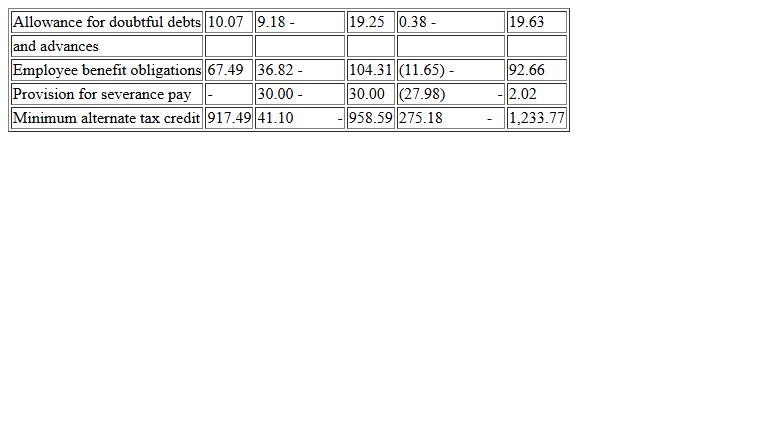 Allowance for doubtful debts 10.07 9.18 - 19.25 0.38 - 19.63
and advances
Employee benefit obligations 67.49 36.82 - 104.31 (11.65) - 92.66
Provision for severance pay - 30.00 - 30.00 (27.98) - 2.02
Minimum alternate tax credit 917.49 41.10 - 958.59 275.18 - 1,233.77